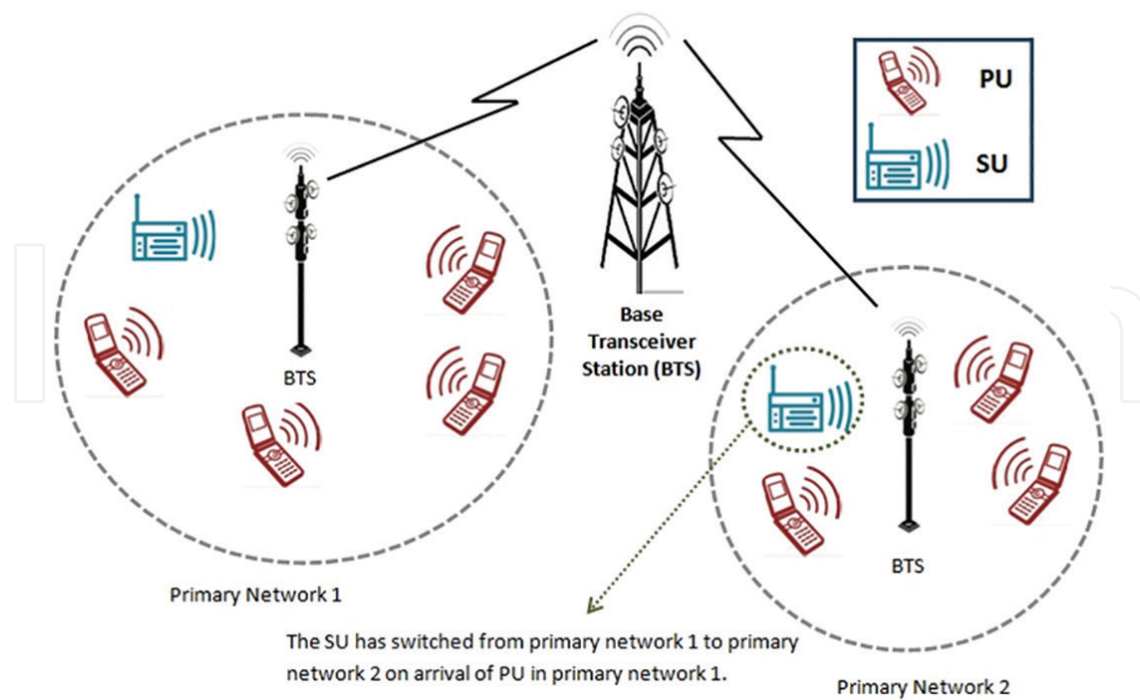 PU
SU
Base
Transceiver
Station (BTS)
BTS
BTS
Primary Network 1
The SU has switched from primary network 1 to primary
network 2 on arrival of PU in primary network 1.
Primary Network 2